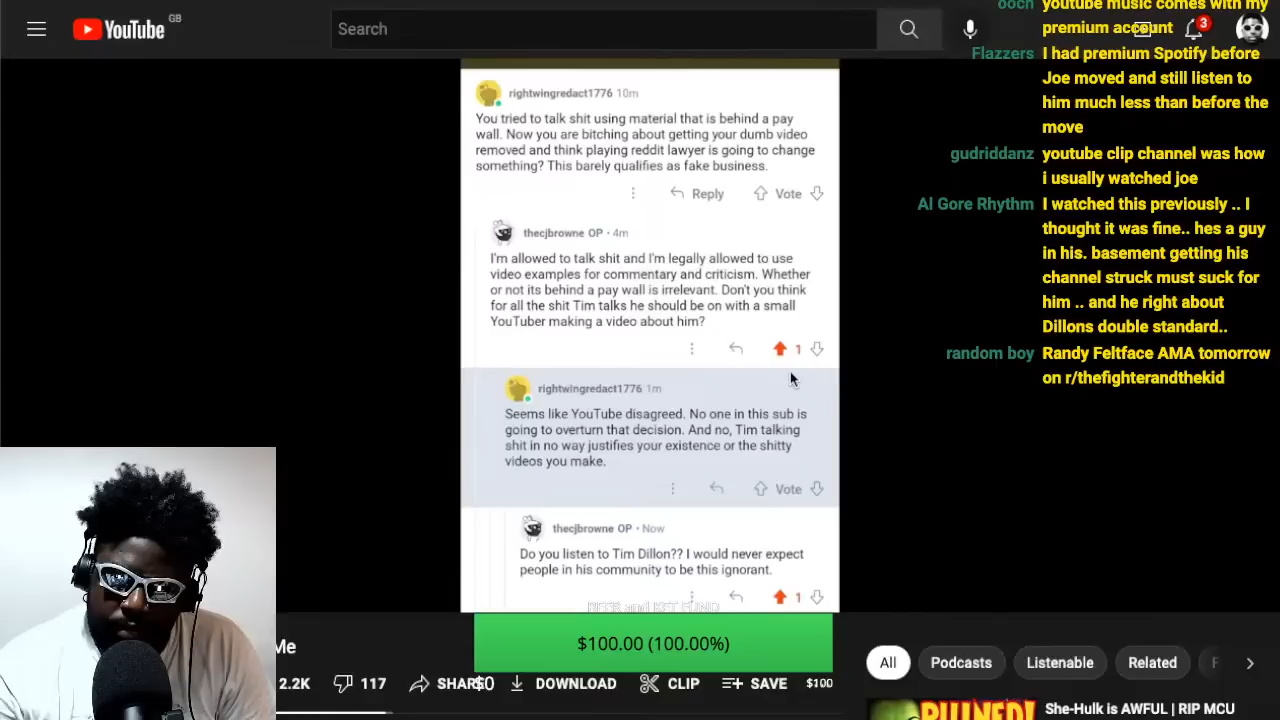 YouTube GB
Search
3
rightwingredact1776 10m
You tried to talk shit using material that is behind a pay
wall. Now you are bitching about getting your dumb video
removed and think playing reddit lawyer is going to change
something? This barely qualifies as fake business.
Reply Vote
thecjbrowne OP · 4m
I'm allowed to talk shit and I'm legally allowed to use
video examples for commentary and criticism. Whether
or not its behind a pay wall is irrelevant. Don't you think
for all the shit Tim talks he should be on with a small
YouTuber making a video about him?
1
rightwingredact1776 1m
Seems like YouTube disagreed. No one in this sub is
going to overturn that decision. And no, Tim talking
shit in no way justifies your existence or the shitty
videos you make.
Vote
thecjbrowne OP · Now
Do you listen to Tim Dillon?? I would never expect
people in his community to be this ignorant.
1
BEER and KET FUND
$100.00 (100.00%)
$0
$100
Me
2.2K
117
SHAR
DOWNLOAD
CLIP
SAVE
ooch youtube music comes with my
premium account
Flazzers I had premium Spotify before
Joe moved and still listen to
him much less than before the
move
gudriddanz youtube clip channel was how
i usually watched joe
Al Gore Rhythm I watched this previously .. I
thought it was fine.. hes a guy
in his. basement getting his
channel struck must suck for
him .. and he right about
Dillons double standard..
random boy Randy Feltface AMA tomorrow
on r/thefighterandthekid
All
Podcasts
Listenable
Related
She-Hulk is AWFUL | RIP MCU